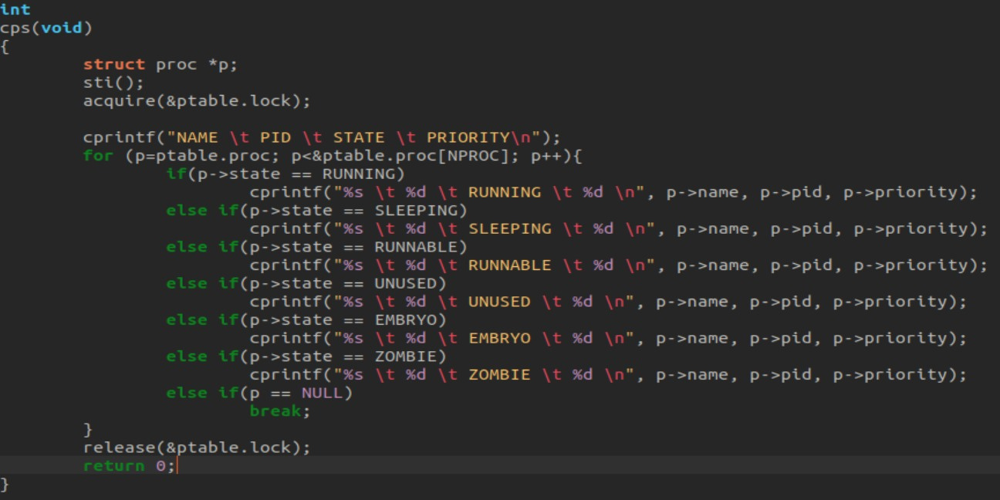 int
cps(void)
{
        struct proc *p;
        sti();
        acquire(&ptable.lock);

        cprintf("NAME \t PID \t STATE \t PRIORITY\n");
        for (p=ptable.proc; p<&ptable.proc[NPROC]; p++){
                if(p->state == RUNNING)
                        cprintf("%s \t %d \t RUNNING \t %d \n", p->name, p->pid, p->priority);
                else if(p->state == SLEEPING)
                        cprintf("%s \t %d \t SLEEPING \t %d \n", p->name, p->pid, p->priority);
                else if(p->state == RUNNABLE)
                        cprintf("%s \t %d \t RUNNABLE \t %d \n", p->name, p->pid, p->priority);
                else if(p->state == UNUSED)
                        cprintf("%s \t %d \t UNUSED \t %d \n", p->name, p->pid, p->priority);
                else if(p->state == EMBRYO)
                        cprintf("%s \t %d \t EMBRYO \t %d \n", p->name, p->pid, p->priority);
                else if(p->state == ZOMBIE)
                        cprintf("%s \t %d \t ZOMBIE \t %d \n", p->name, p->pid, p->priority);
                else if(p == NULL)
                        break;
        }
        release(&ptable.lock);
        return 0;
}